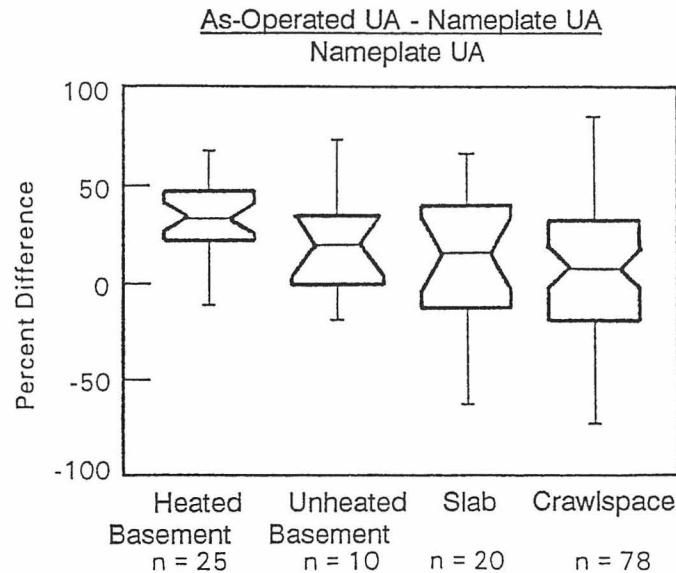 As-Operated UA - Nameplate UA
Nameplate UA
100
50
0
-50
-100
Percent Difference
Heated Unheated Slab Crawlspace
Basement Basement
n = 25 n = 10 n = 20 n = 78